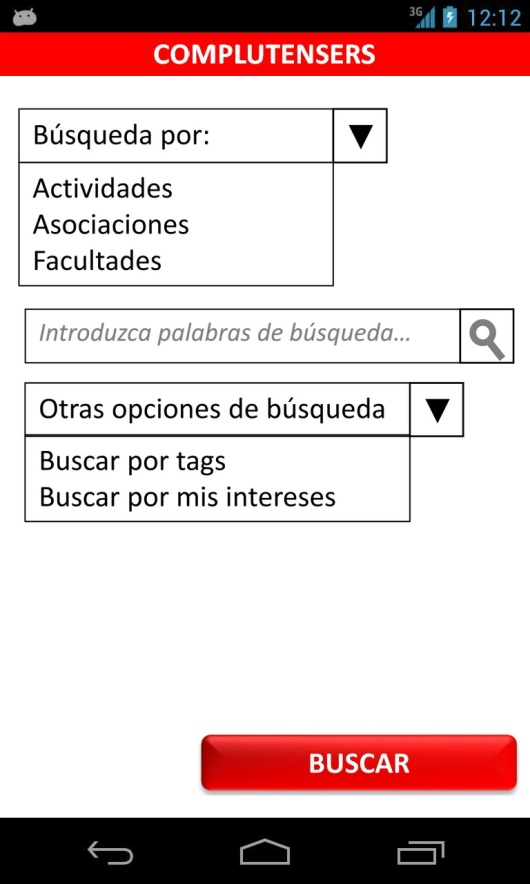 3G 12:12
COMPLUTENSERS
Búsqueda por:
Actividades
Asociaciones
Facultades
Introduzca palabras de búsqueda...
Otras opciones de búsqueda
Buscar por tags
Buscar por mis intereses
BUSCAR